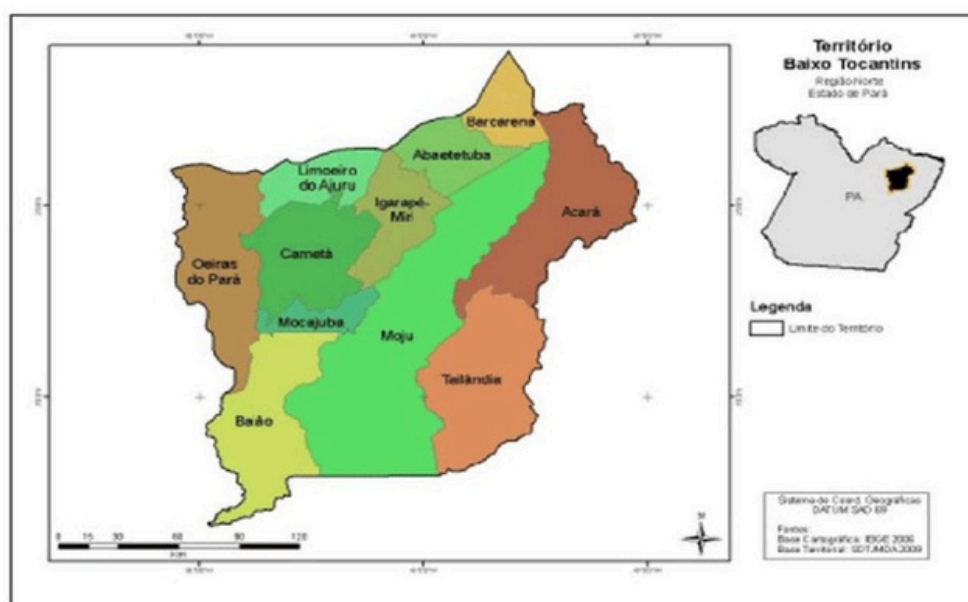 Território
Baixo Tocantins
Região Norte
Estado de Pará
Barcarena
Abaetetuba
Limoeiro
do Ajuru
Igarapé-
Miri
Acará
PA
Cametá
Oeiras
do Pará
Mocajuba
Moju
Legenda
Limite do Território
Tailândia
Baião
Sistema de Coord. Geográficas
DATUM SAD 69
Fontes:
Base Cartográfica: IBGE 2006
Base Territorial: SDT/MDA 2009
N
0 15 30 60 90 120
Km